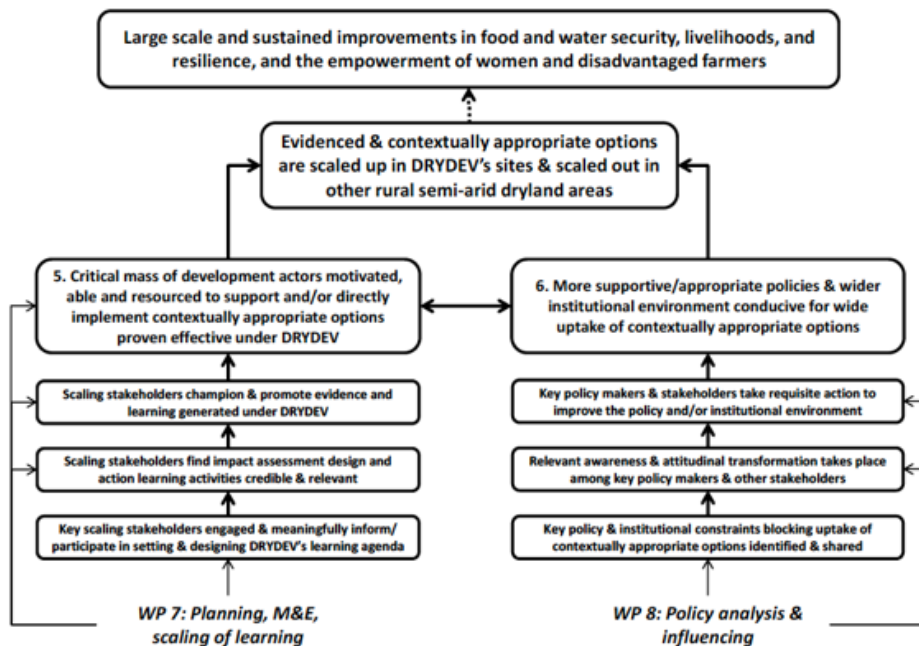 Large scale and sustained improvements in food and water security, livelihoods, and
resilience, and the empowerment of women and disadvantaged farmers
Evidenced & contextually appropriate options
are scaled up in DRYDEV's sites & scaled out in
other rural semi-arid dryland areas
5. Critical mass of development actors motivated,
able and resourced to support and/or directly
implement contextually appropriate options
proven effective under DRYDEV
6. More supportive/appropriate policies & wider
institutional environment conducive for wide
uptake of contextually appropriate options
Scaling stakeholders champion & promote evidence and
learning generated under DRYDEV
Key policy makers & stakeholders take requisite action to
improve the policy and/or institutional environment
Scaling stakeholders find impact assessment design and
action learning activities credible & relevant
Relevant awareness & attitudinal transformation takes place
among key policy makers & other stakeholders
Key scaling stakeholders engaged & meaningfully inform/
participate in setting & designing DRYDEV's learning agenda
Key policy & institutional constraints blocking uptake of
contextually appropriate options identified & shared
WP 7: Planning, M&E,
scaling of learning
WP 8: Policy analysis &
influencing